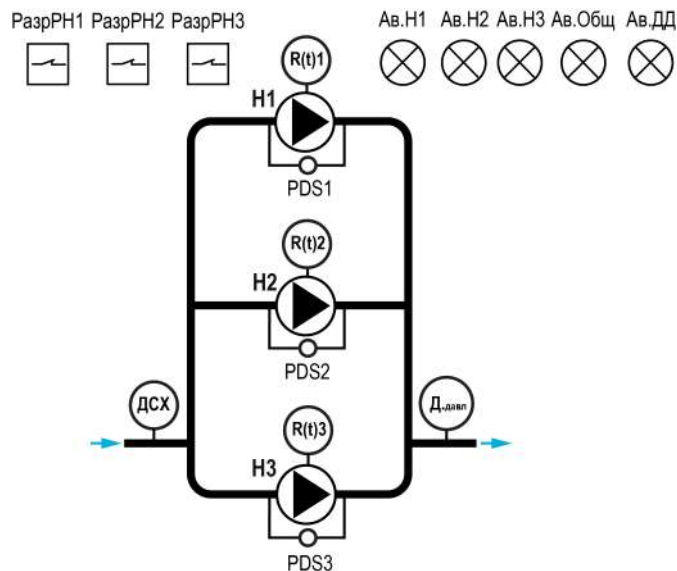 РазрРН1 РазрРН2 РазрРН3 Ав.Н1 Ав.Н2 Ав.Н3 Ав.Общ Ав.ДД
R(t)1
Н1
PDS1
R(t)2
Н2
PDS2
ДСХ
Д.давл
R(t)3
Н3
PDS3